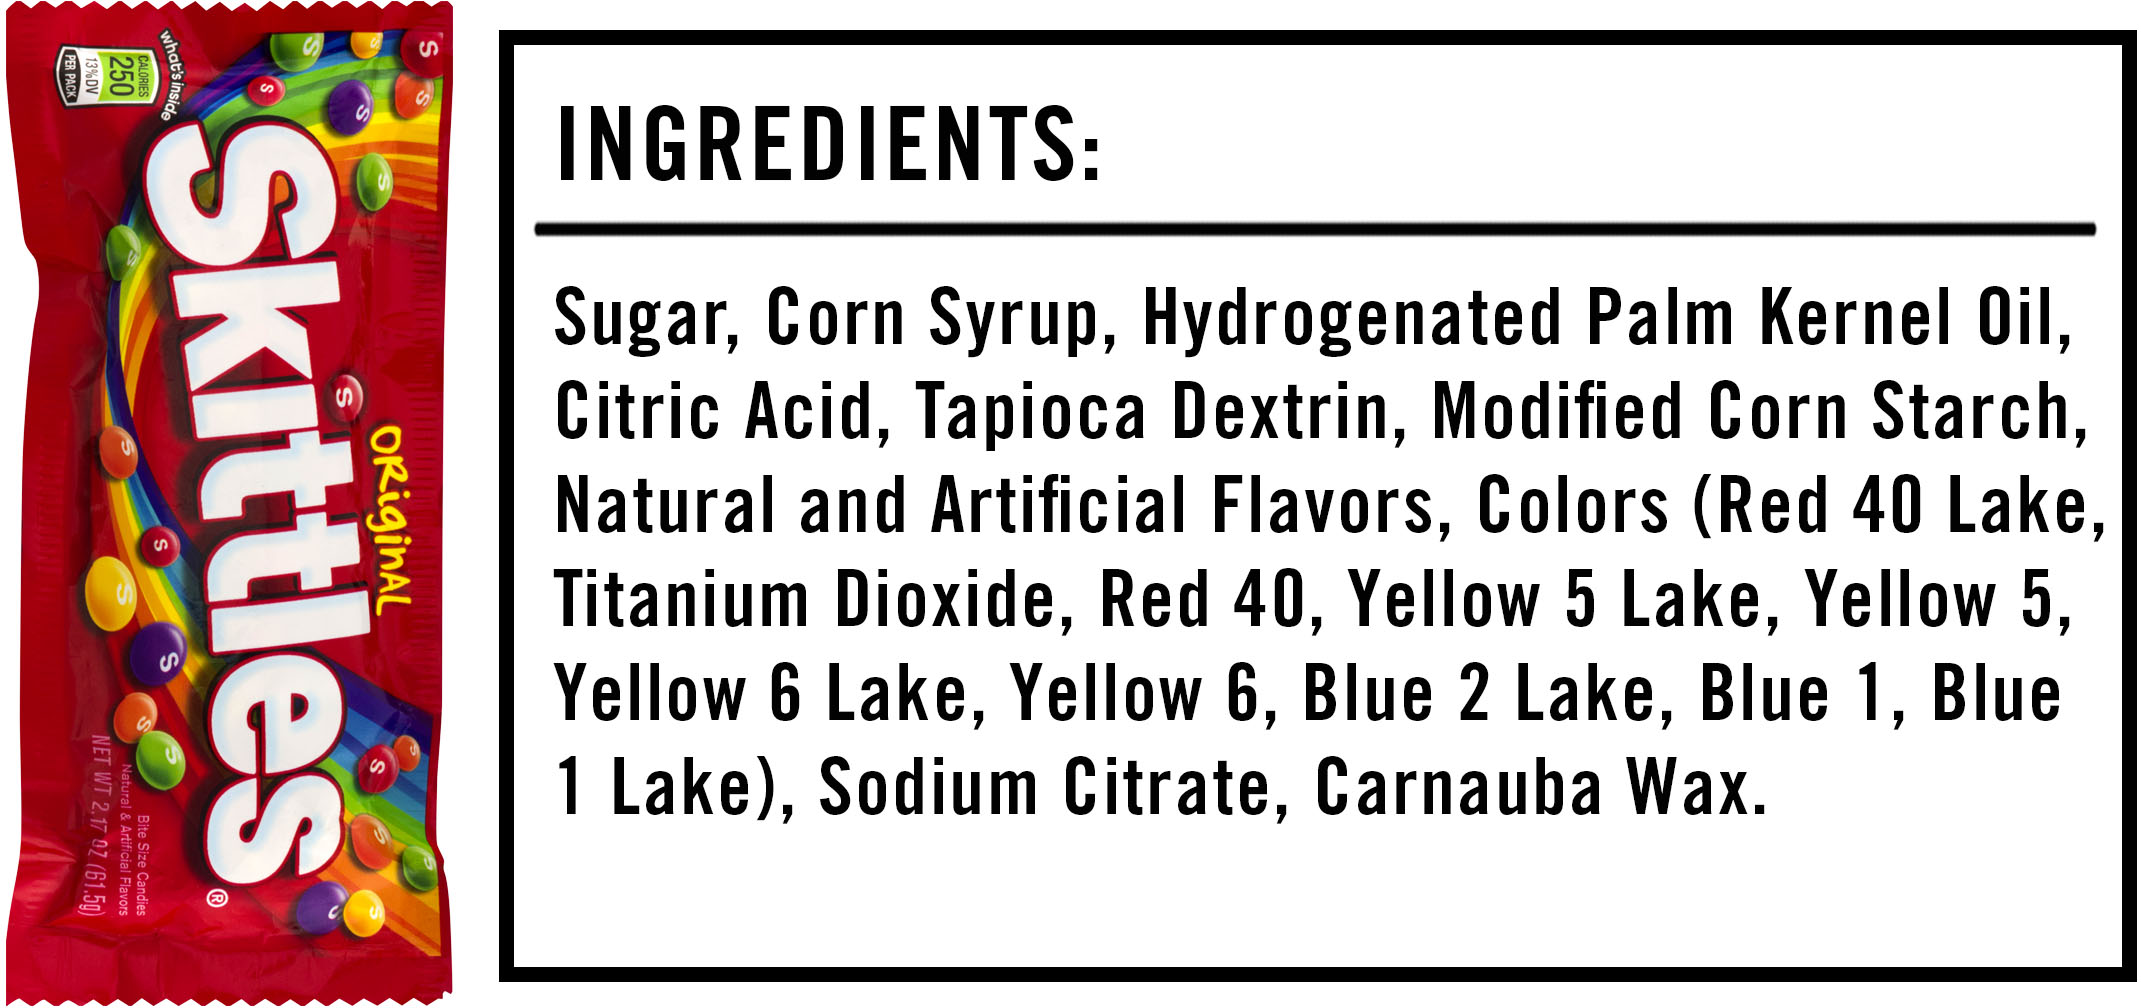 what's inside
CALORIES
250
13%DV
PER PACK
Skittles®
ORiginAL
Bite Size Candies
Natural & Artificial Flavors
NET WT 2.17 OZ (61.5g)
INGREDIENTS:
Sugar, Corn Syrup, Hydrogenated Palm Kernel Oil,
Citric Acid, Tapioca Dextrin, Modified Corn Starch,
Natural and Artificial Flavors, Colors (Red 40 Lake,
Titanium Dioxide, Red 40, Yellow 5 Lake, Yellow 5,
Yellow 6 Lake, Yellow 6, Blue 2 Lake, Blue 1, Blue
1 Lake), Sodium Citrate, Carnauba Wax.